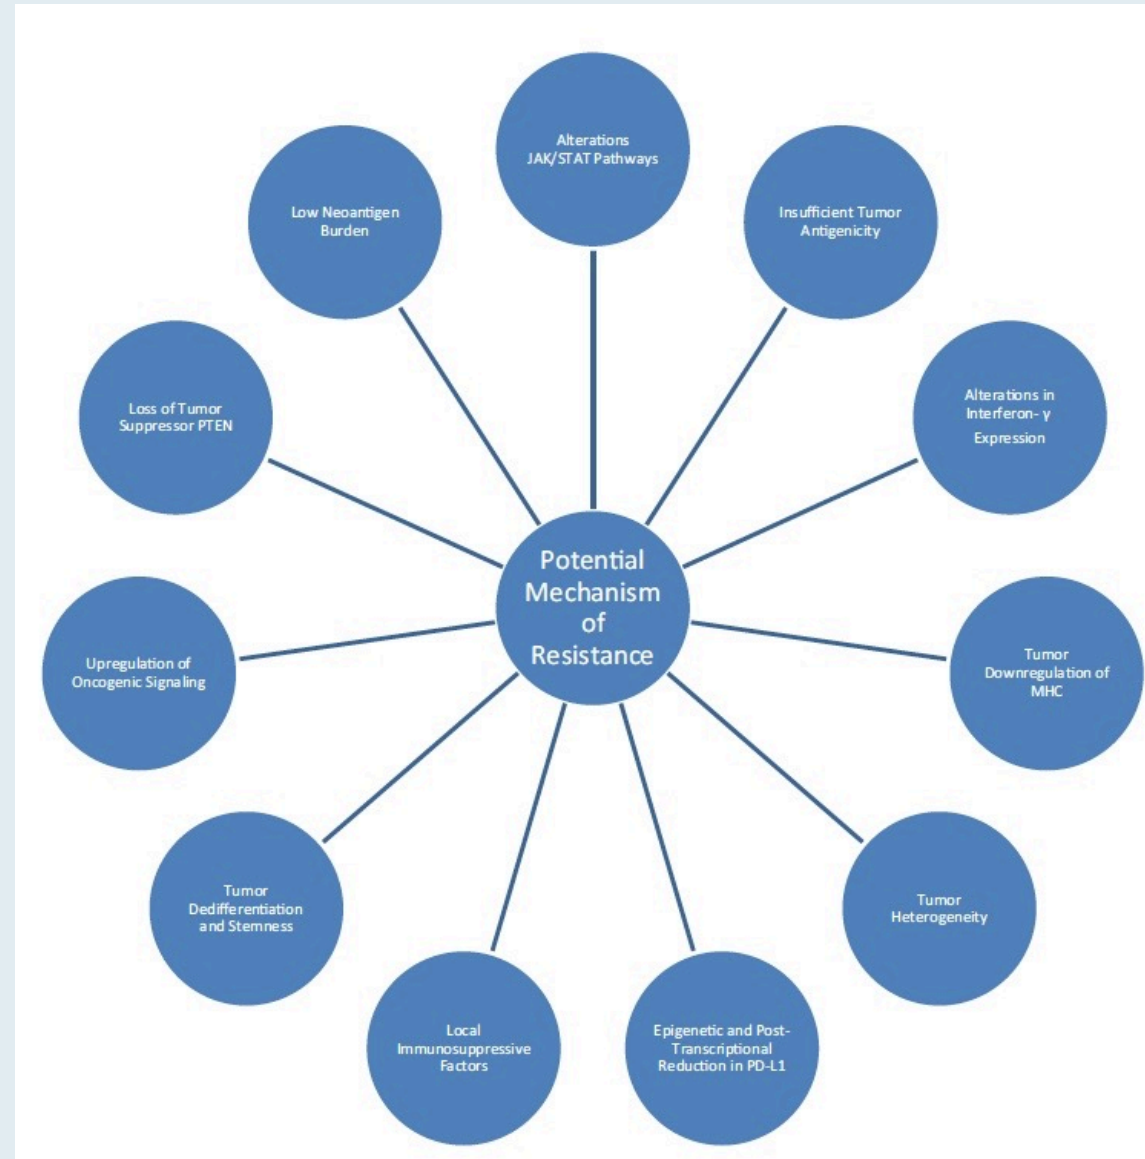 Alterations
JAK/STAT Pathways
Insufficient Tumor
Antigenicity
Alterations in
Interferon- γ
Expression
Tumor
Downregulation of
MHC
Tumor
Heterogeneity
Epigenetic and Post-
Transcriptional
Reduction in PD-L1
Local
Immunosuppressive
Factors
Tumor
Dedifferentiation
and Stemness
Upregulation of
Oncogenic Signaling
Loss of Tumor
Suppressor PTEN
Low Neoantigen
Burden
Potential
Mechanism
of
Resistance